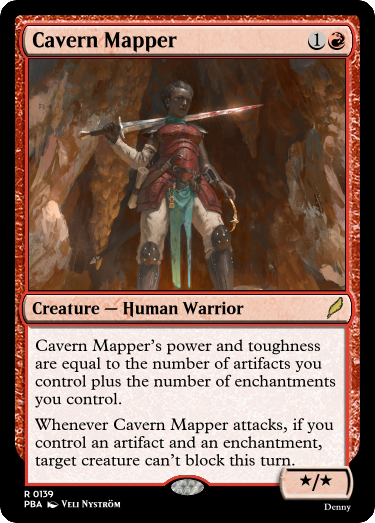 Cavern Mapper 1
Creature — Human Warrior
Cavern Mapper's power and toughness
are equal to the number of artifacts you
control plus the number of enchantments
you control.
Whenever Cavern Mapper attacks, if you
control an artifact and an enchantment,
target creature can't block this turn.
★/★
R 0139
PBA Veli Nyström
Denny